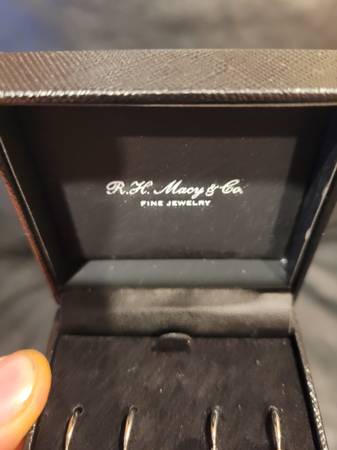 R.H. Macy & Co.
FINE JEWELRY